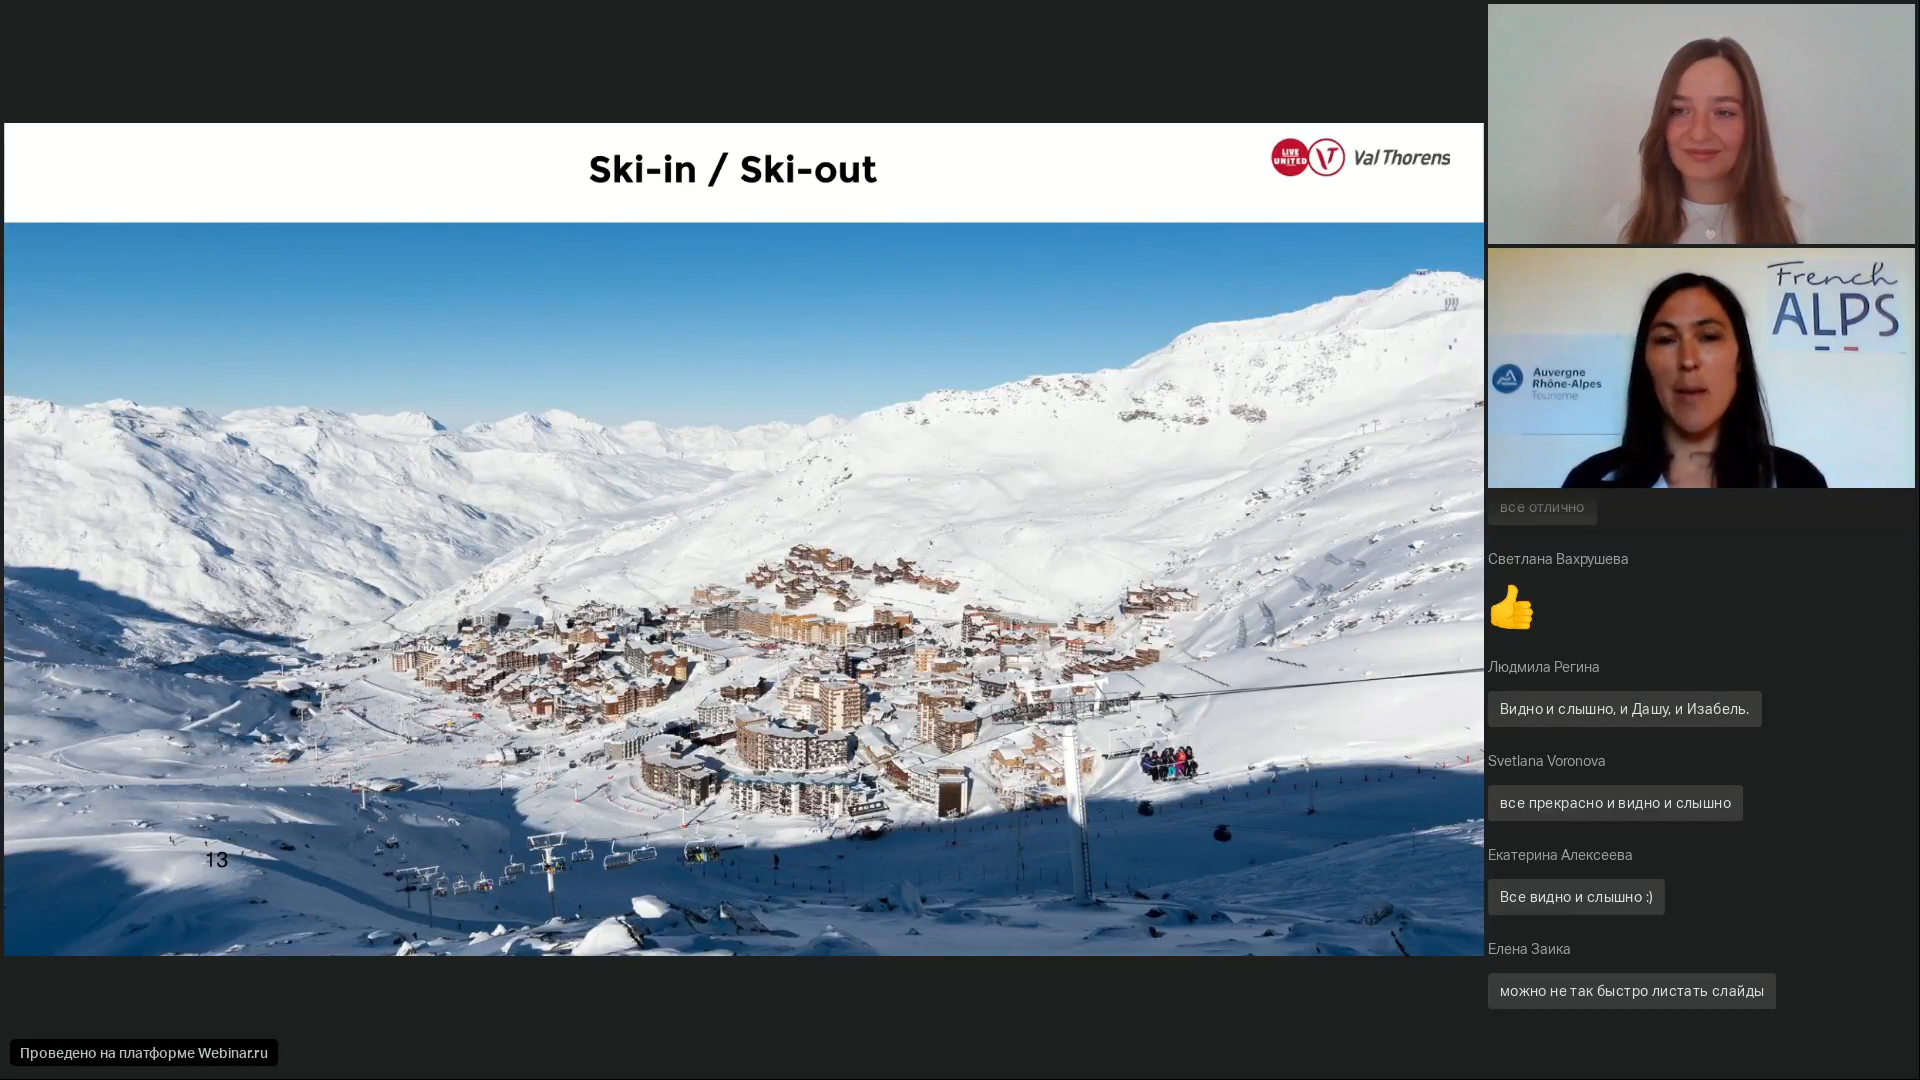 Ski-in / Ski-out
LIVE
UNITED
VT
Val Thorens
13
French
ALPS
Auvergne
Rhône-Alpes
Tourisme
все отлично
Светлана Вахрушева
Людмила Регина
Видно и слышно, и Дашу, и Изабель.
Svetlana Voronova
все прекрасно и видно и слышно
Екатерина Алексеева
Все видно и слышно :)
Елена Заика
можно не так быстро листать слайды
Проведено на платформе Webinar.ru